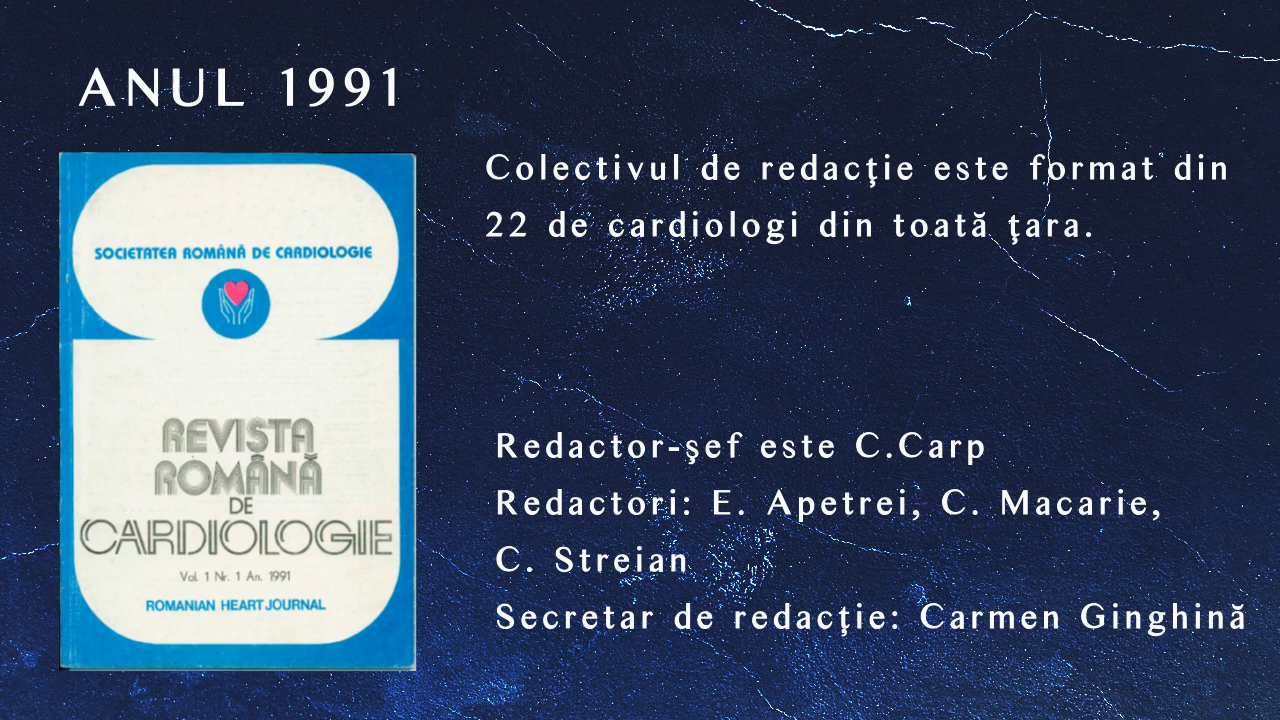 ANUL 1991
SOCIETATEA ROMÂNĂ DE CARDIOLOGIE
REVISTA
ROMÂNĂ
DE
CARDIOLOGIE
Vol. 1 Nr. 1 An. 1991
ROMANIAN HEART JOURNAL
Colectivul de redacţie este format din
22 de cardiologi din toată ţara.
Redactor-şef este C.Carp
Redactori: E. Apetrei, C. Macarie,
C. Streian
Secretar de redacţie: Carmen Ginghină